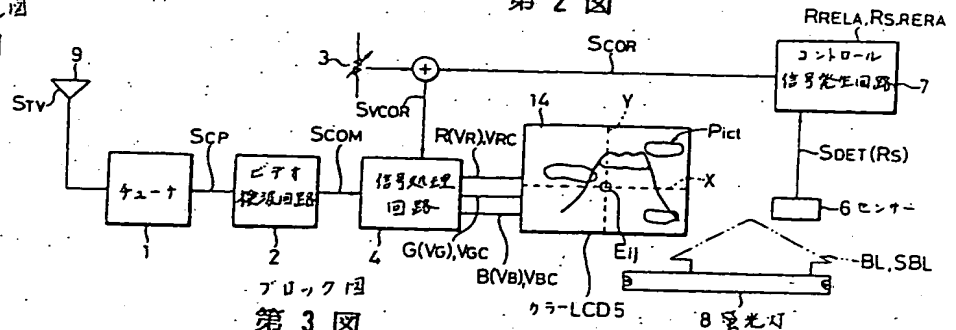 図
第 2 図
RRELA, RS, RERA
コントロール
信号発生回路
7
3
SCOR
SVCOR
9
STV
14
Y
Pict
SDET(RS)
SCP
SCOM
R(VR), VRC
X
チューナ
ビデオ
検波回路
信号処理
回路
6 センサー
1
2
4
G(VG), VGC
Eij
BL, SBL
B(VB), VBC
ブロック図
カラーLCD5
8 蛍光灯
第 3 図